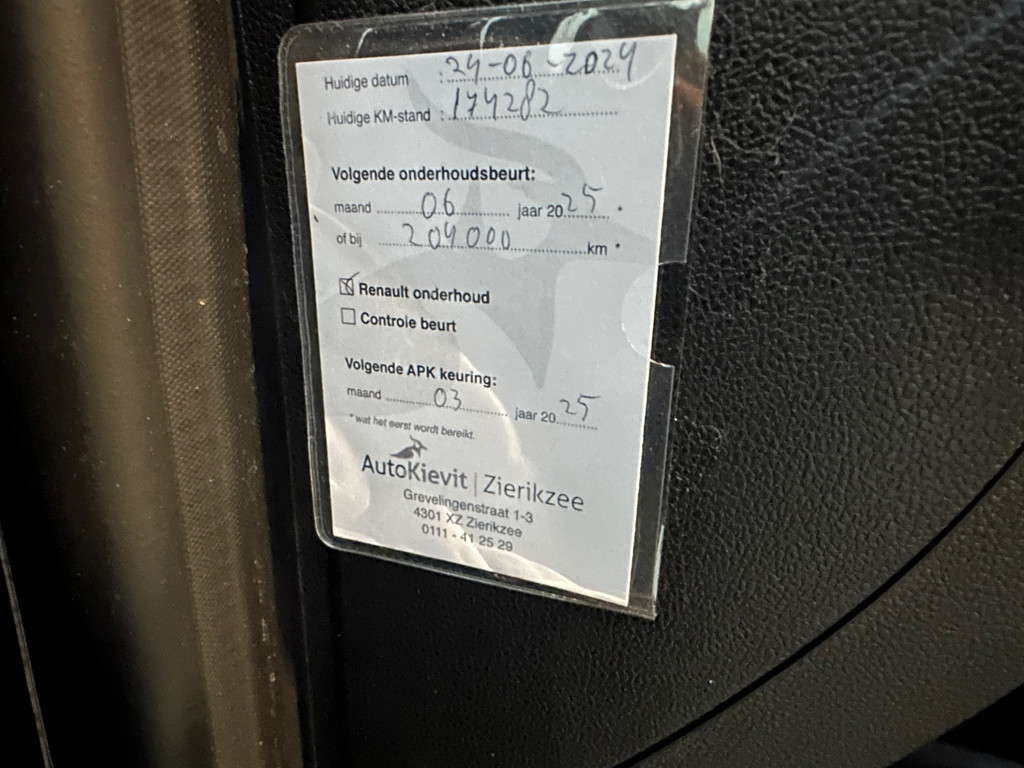 Huidige datum : 24-06-2024
Huidige KM-stand : 174282
Volgende onderhoudsbeurt:
maand 06 jaar 2025 *
of bij 204000 km *
Renault onderhoud
Controle beurt
Volgende APK keuring:
maand 03 jaar 2025
* wat het eerst wordt bereikt.
AutoKievit | Zierikzee
Grevelingenstraat 1-3
4301 XZ Zierikzee
0111 - 41 25 29